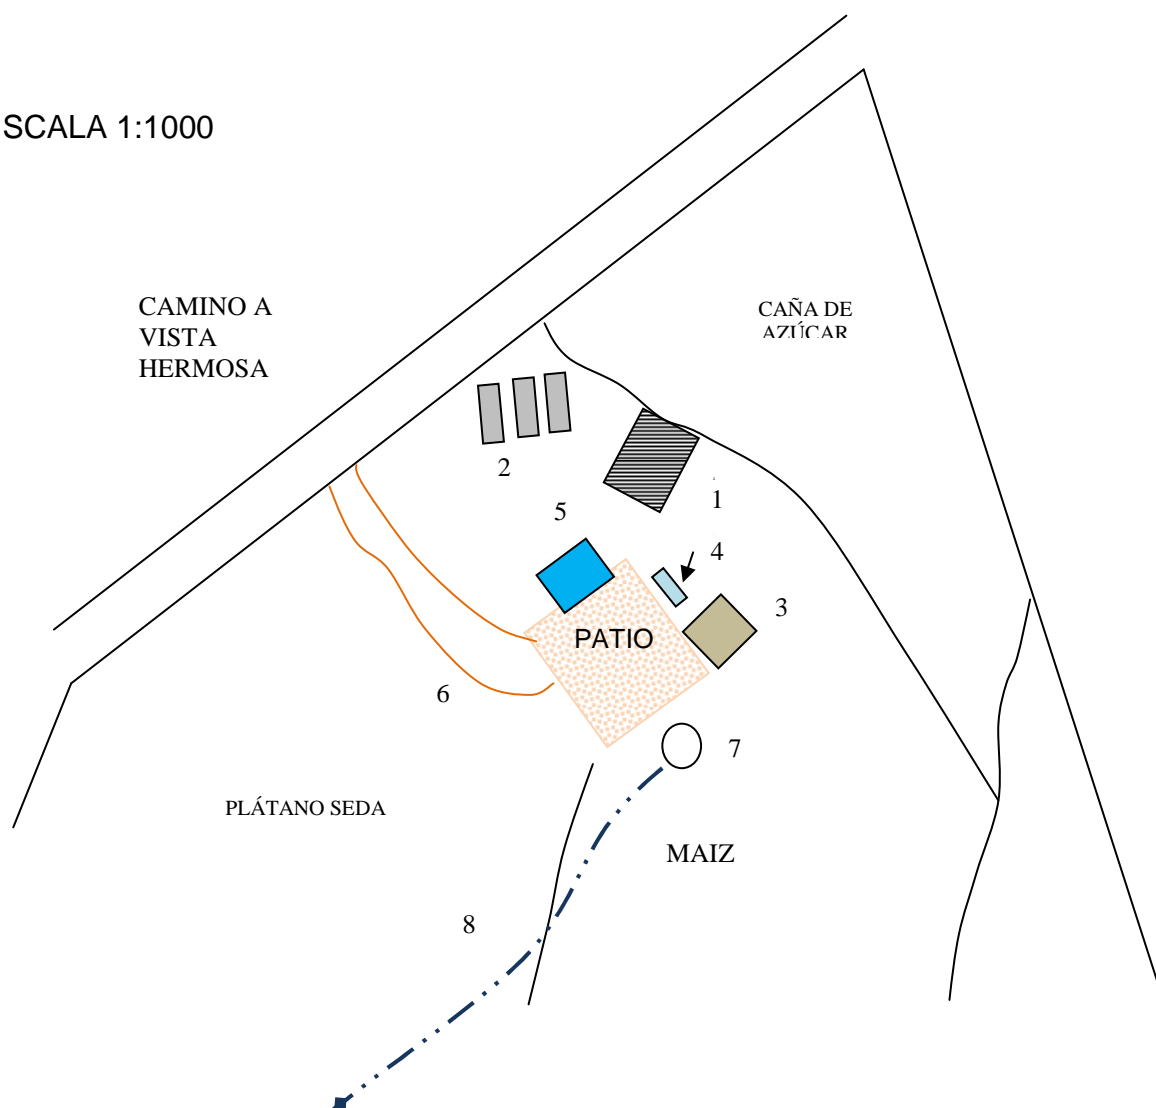 SCALA 1:1000
CAMINO A
VISTA
HERMOSA
CAÑA DE
AZÚCAR
2
1
5
4
3
PATIO
6
7
PLÁTANO SEDA
MAIZ
8